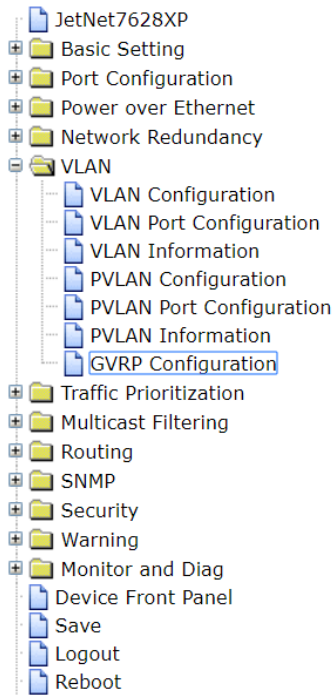 JetNet7628XP
Basic Setting
Port Configuration
Power over Ethernet
Network Redundancy
VLAN
VLAN Configuration
VLAN Port Configuration
VLAN Information
PVLAN Configuration
PVLAN Port Configuration
PVLAN Information
GVRP Configuration
Traffic Prioritization
Multicast Filtering
Routing
SNMP
Security
Warning
Monitor and Diag
Device Front Panel
Save
Logout
Reboot